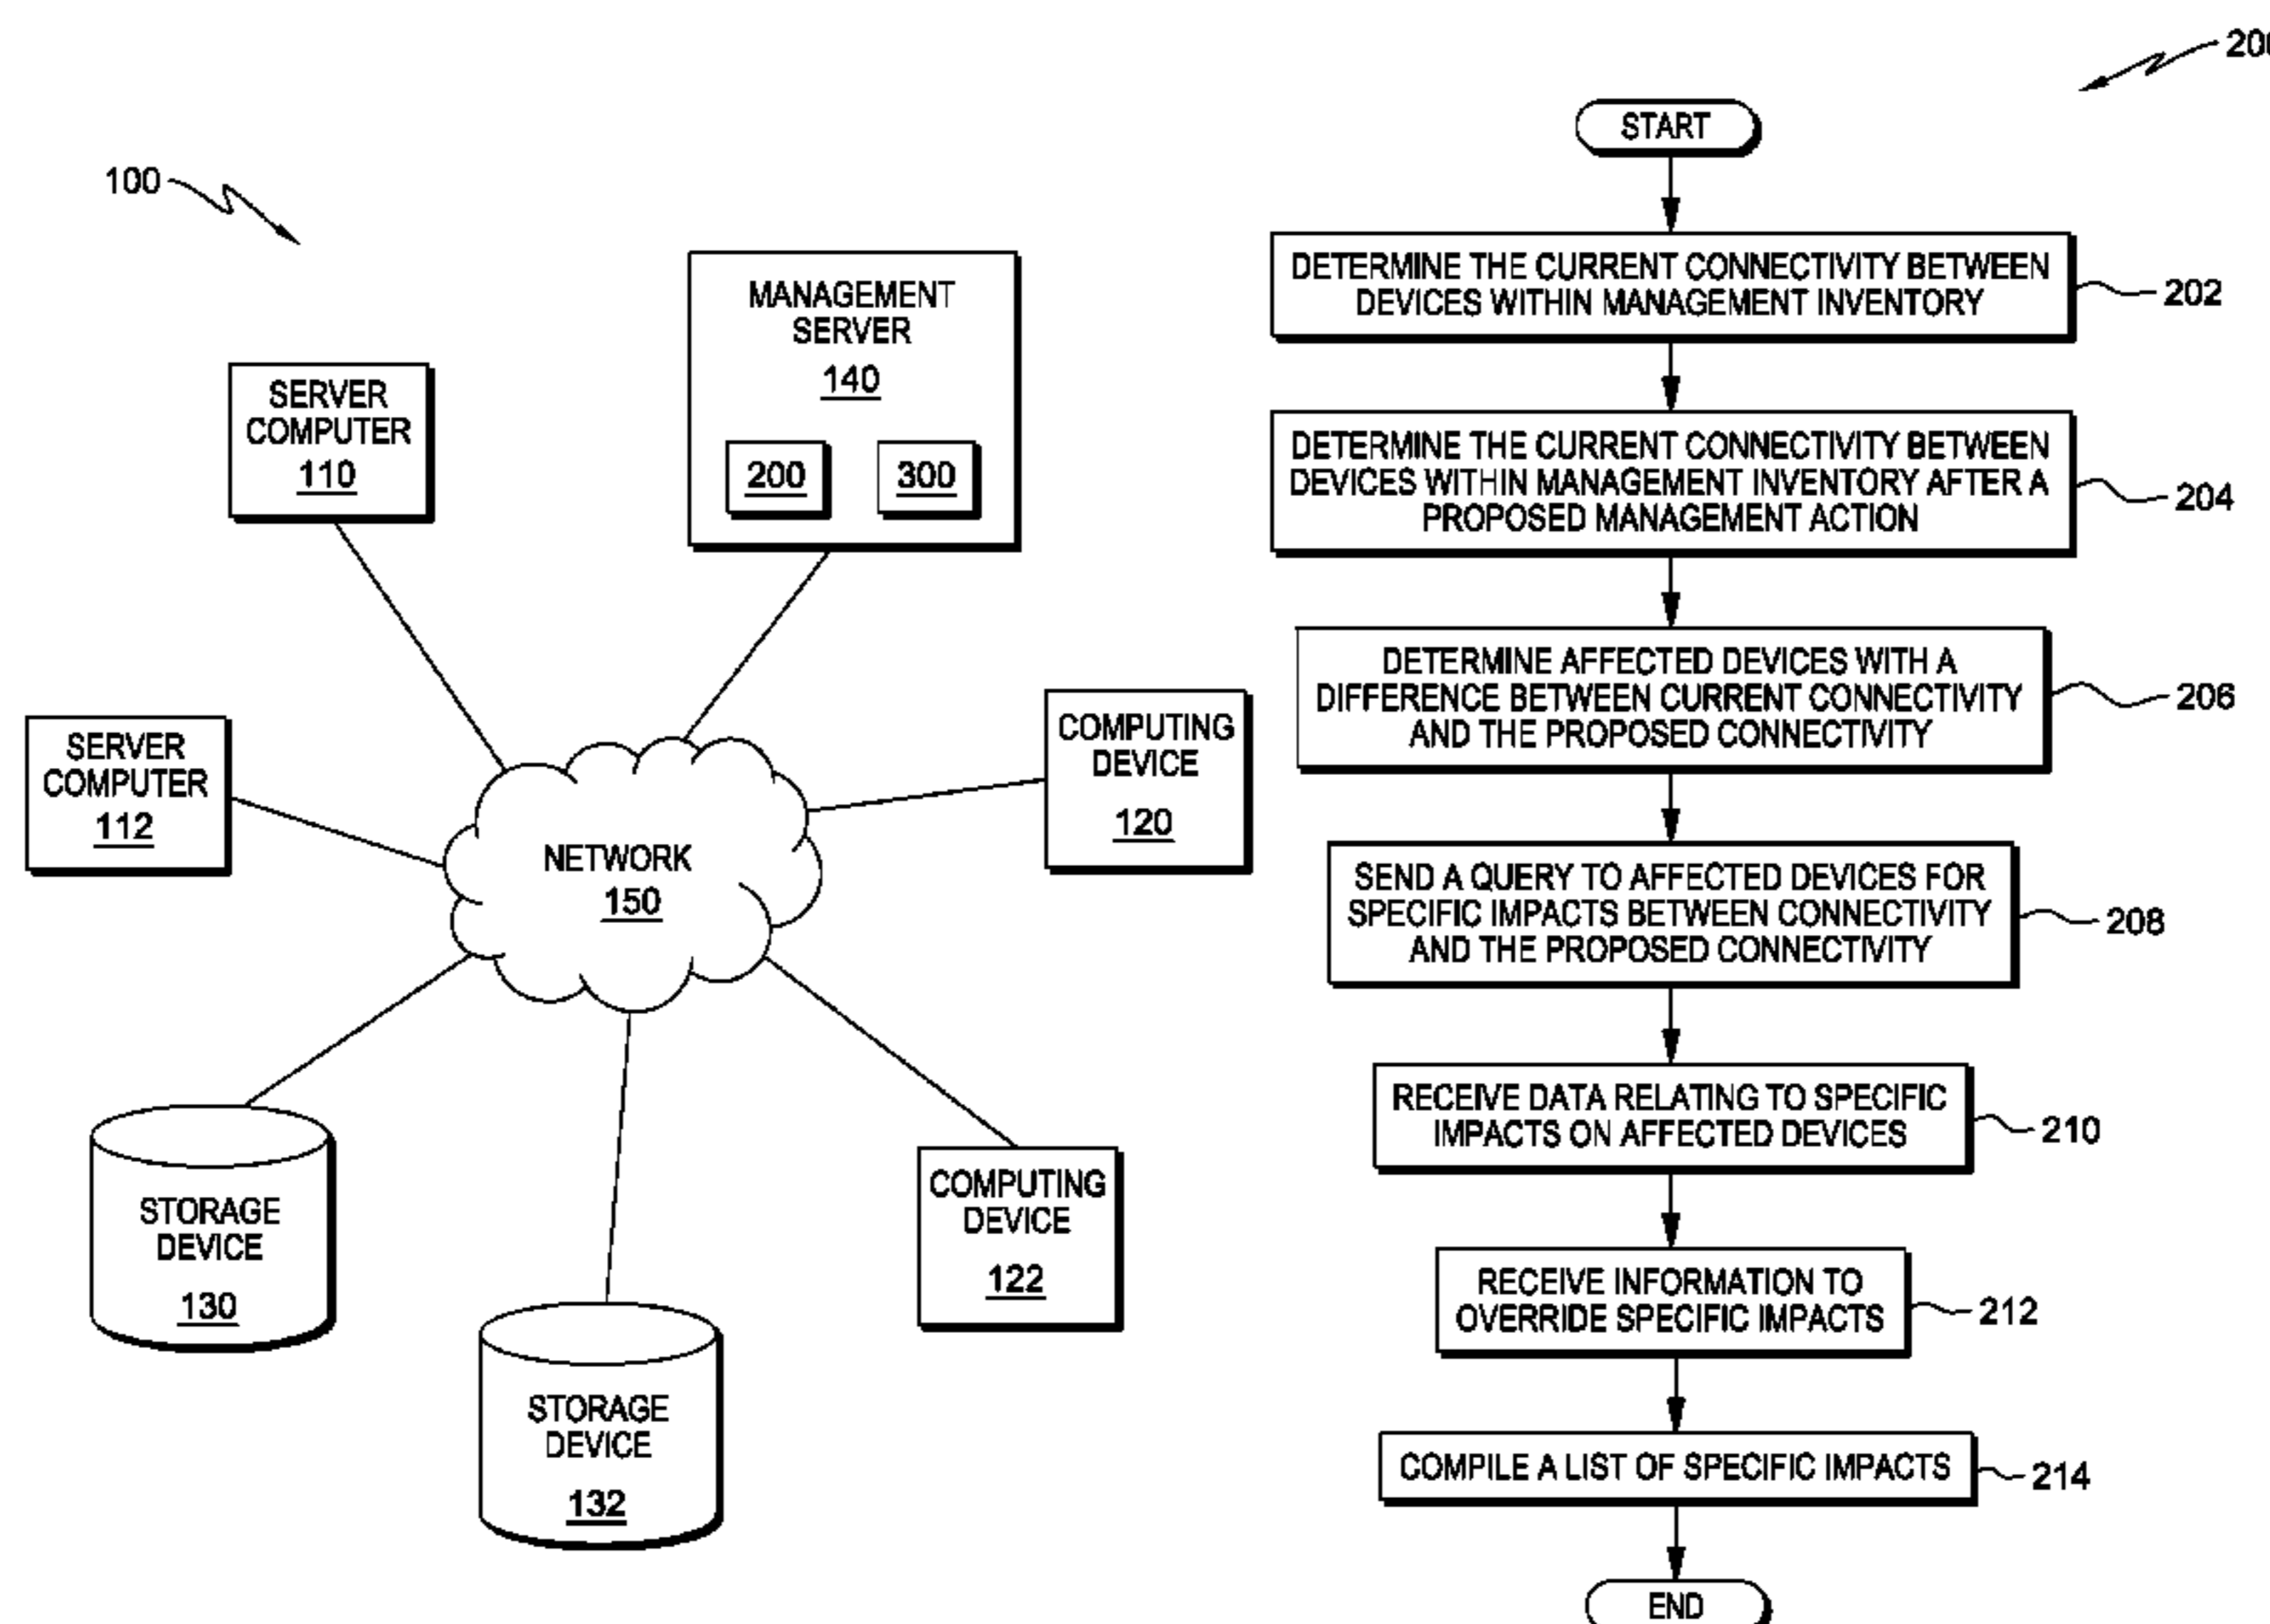 100
MANAGEMENT
SERVER
140
200
300
SERVER
COMPUTER
110
SERVER
COMPUTER
112
COMPUTING
DEVICE
120
NETWORK
150
STORAGE
DEVICE
130
STORAGE
DEVICE
132
COMPUTING
DEVICE
122
200
START
DETERMINE THE CURRENT CONNECTIVITY BETWEEN
DEVICES WITHIN MANAGEMENT INVENTORY
202
DETERMINE THE CURRENT CONNECTIVITY BETWEEN
DEVICES WITHIN MANAGEMENT INVENTORY AFTER A
PROPOSED MANAGEMENT ACTION
204
DETERMINE AFFECTED DEVICES WITH A
DIFFERENCE BETWEEN CURRENT CONNECTIVITY
AND THE PROPOSED CONNECTIVITY
206
SEND A QUERY TO AFFECTED DEVICES FOR
SPECIFIC IMPACTS BETWEEN CONNECTIVITY
AND THE PROPOSED CONNECTIVITY
208
RECEIVE DATA RELATING TO SPECIFIC
IMPACTS ON AFFECTED DEVICES
210
RECEIVE INFORMATION TO
OVERRIDE SPECIFIC IMPACTS
212
COMPILE A LIST OF SPECIFIC IMPACTS
214
END